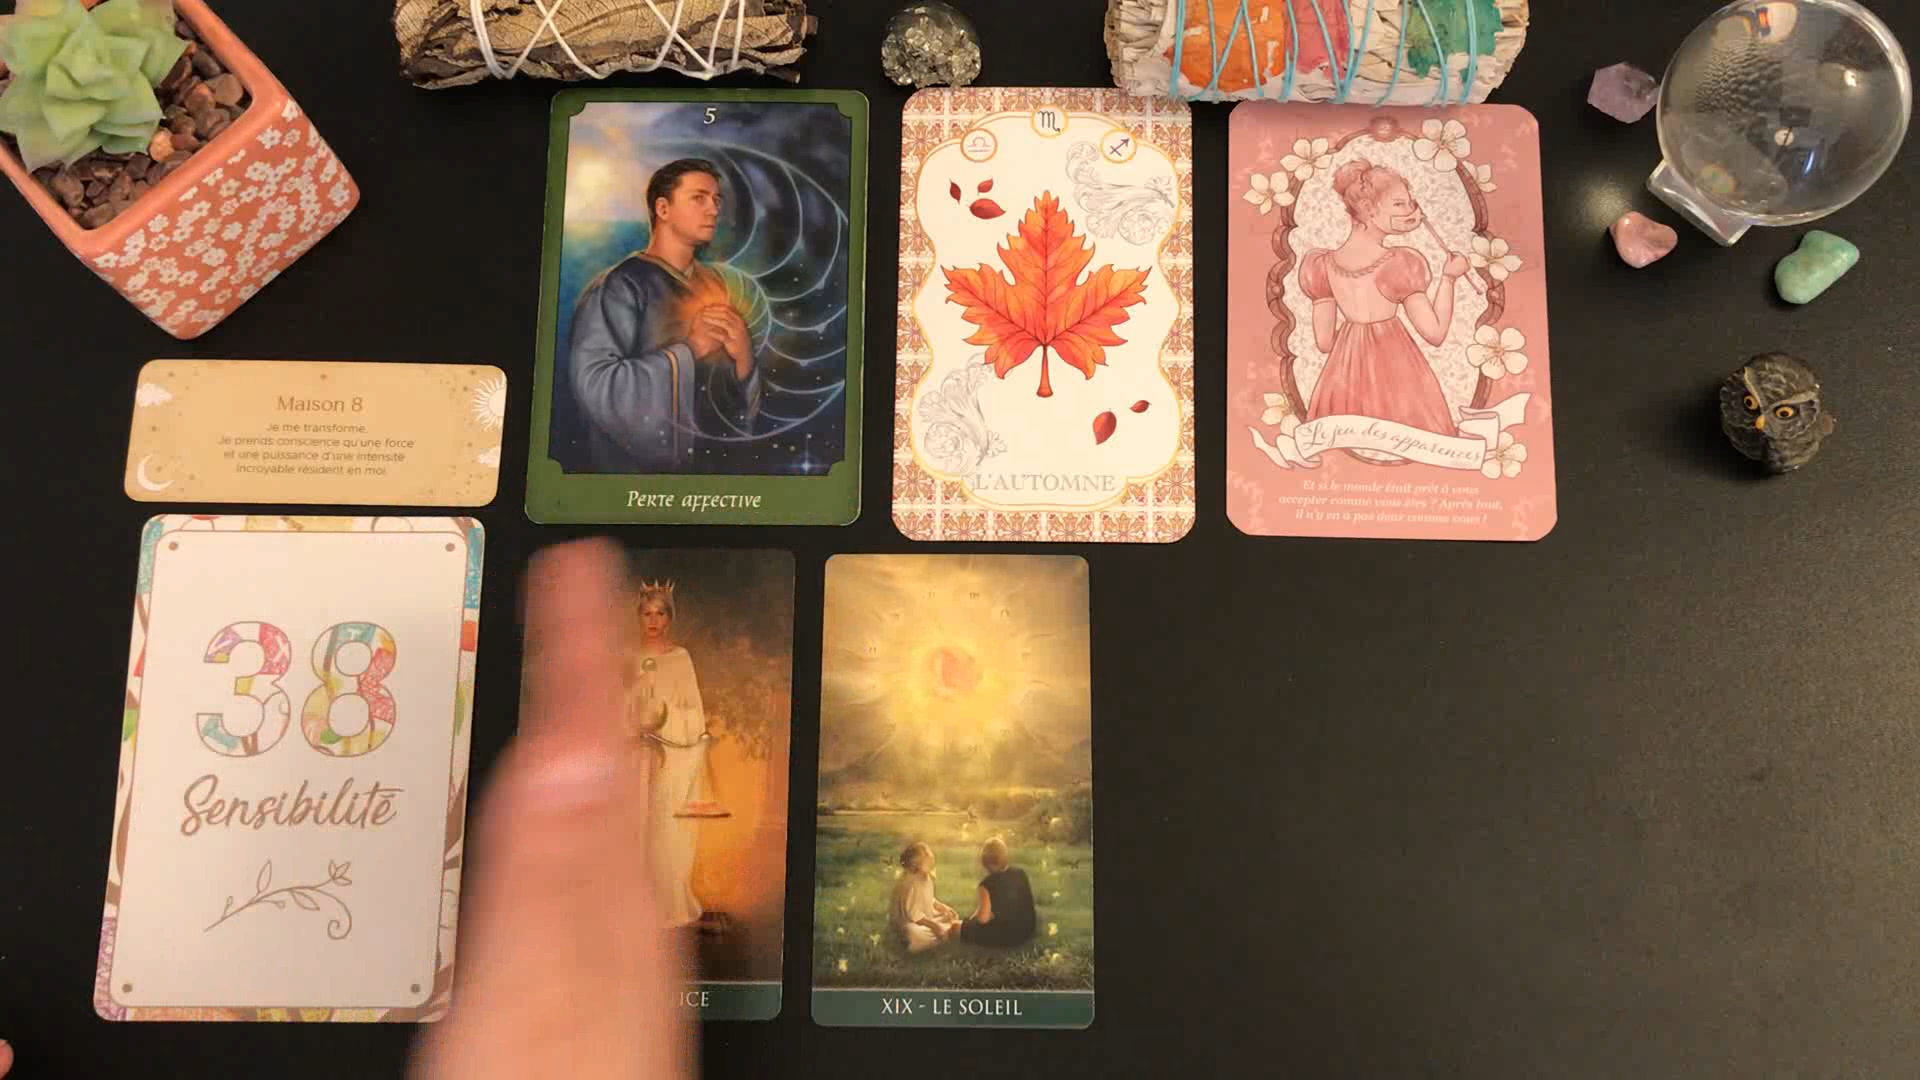 5
PERTE AFFECTIVE
L'AUTOMNE
Le jeu des apparences
Et si le monde était prêt à vous
accepter comme vous êtes ? Après tout,
il n'y en a pas deux comme vous !
Maison 8
Je me transforme.
Je prends conscience qu'une force
et une puissance d'une intensité
incroyable résident en moi.
38
Sensibilité
ICE
XIX - LE SOLEIL